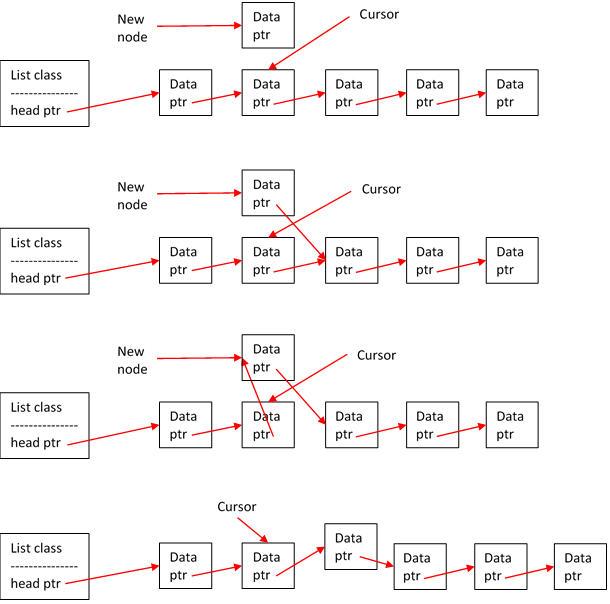 New
node
Data
ptr
Cursor
List class
---------------
head ptr
Data
ptr
Data
ptr
Data
ptr
Data
ptr
Data
ptr
New
node
Data
ptr
Cursor
List class
---------------
head ptr
Data
ptr
Data
ptr
Data
ptr
Data
ptr
Data
ptr
New
node
Data
ptr
Cursor
List class
---------------
head ptr
Data
ptr
Data
ptr
Data
ptr
Data
ptr
Data
ptr
Cursor
List class
---------------
head ptr
Data
ptr
Data
ptr
Data
ptr
Data
ptr
Data
ptr
Data
ptr